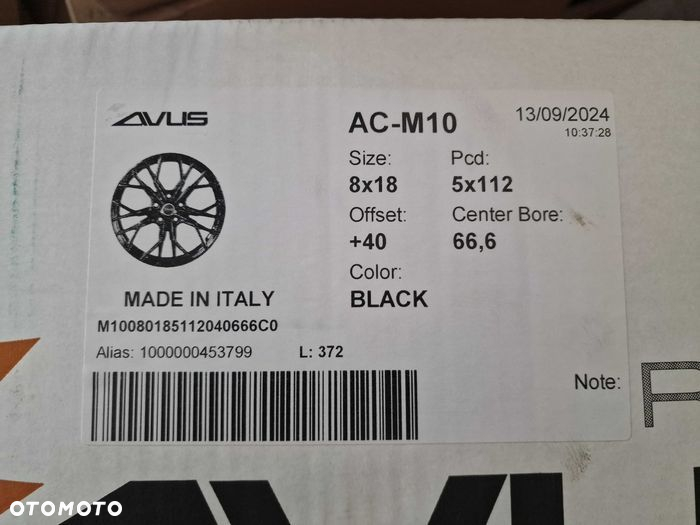 AVUS
AC-M10
13/09/2024
10:37:28
Size: Pcd:
8x18 5x112
Offset: Center Bore:
+40 66,6
Color:
BLACK
MADE IN ITALY
M10080185112040666C0
Alias: 1000000453799 L: 372
Note:
OTOMOTO